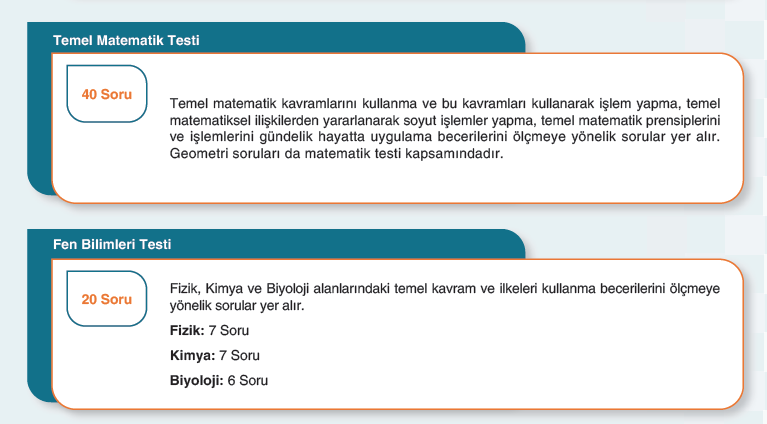 Temel Matematik Testi
40 Soru
Temel matematik kavramlarını kullanma ve bu kavramları kullanarak işlem yapma, temel
matematiksel ilişkilerden yararlanarak soyut işlemler yapma, temel matematik prensiplerini
ve işlemlerini gündelik hayatta uygulama becerilerini ölçmeye yönelik sorular yer alır.
Geometri soruları da matematik testi kapsamındadır.
Fen Bilimleri Testi
20 Soru
Fizik, Kimya ve Biyoloji alanlarındaki temel kavram ve ilkeleri kullanma becerilerini ölçmeye
yönelik sorular yer alır.
Fizik: 7 Soru
Kimya: 7 Soru
Biyoloji: 6 Soru